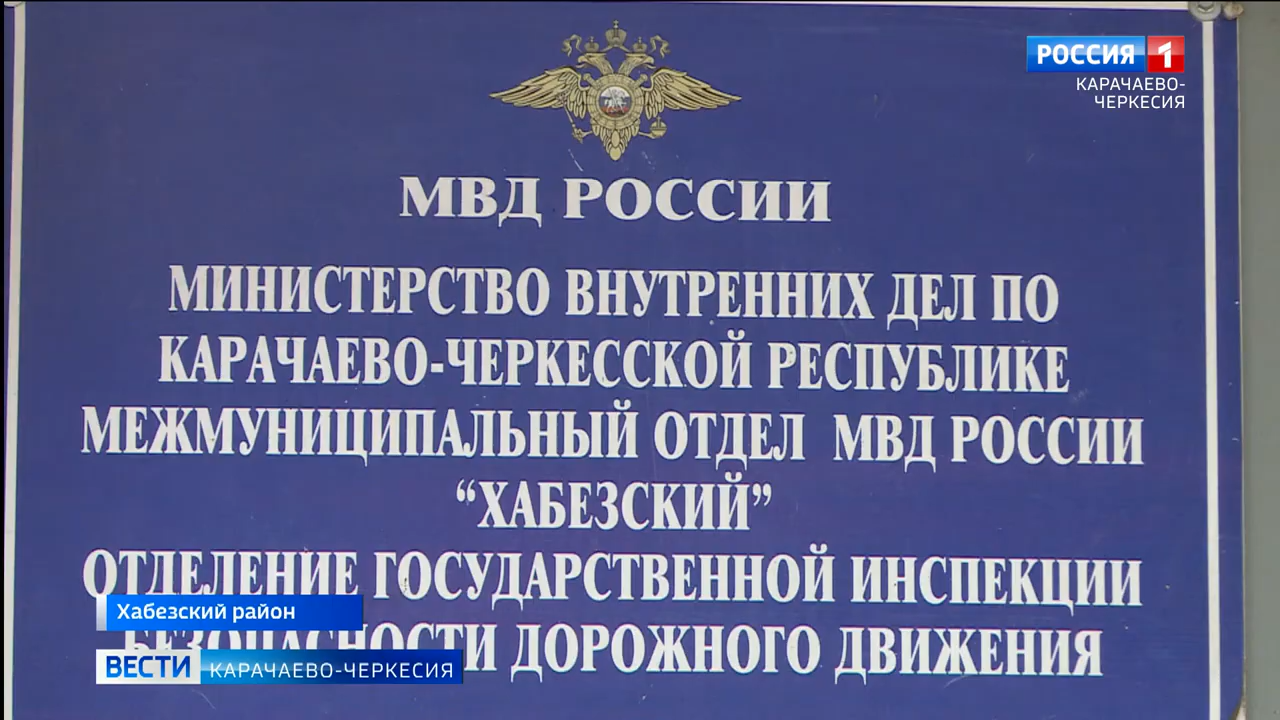 РОССИЯ 1
КАРАЧАЕВО-
ЧЕРКЕСИЯ
МВД РОССИИ
МИНИСТЕРСТВО ВНУТРЕННИХ ДЕЛ ПО
КАРАЧАЕВО-ЧЕРКЕССКОЙ РЕСПУБЛИКЕ
МЕЖМУНИЦИПАЛЬНЫЙ ОТДЕЛ МВД РОССИИ
“ХАБЕЗСКИЙ”
ОТДЕЛЕНИЕ ГОСУДАРСТВЕННОЙ ИНСПЕКЦИИ
БЕЗОПАСНОСТИ ДОРОЖНОГО ДВИЖЕНИЯ
Хабезский район
ВЕСТИ КАРАЧАЕВО-ЧЕРКЕСИЯ